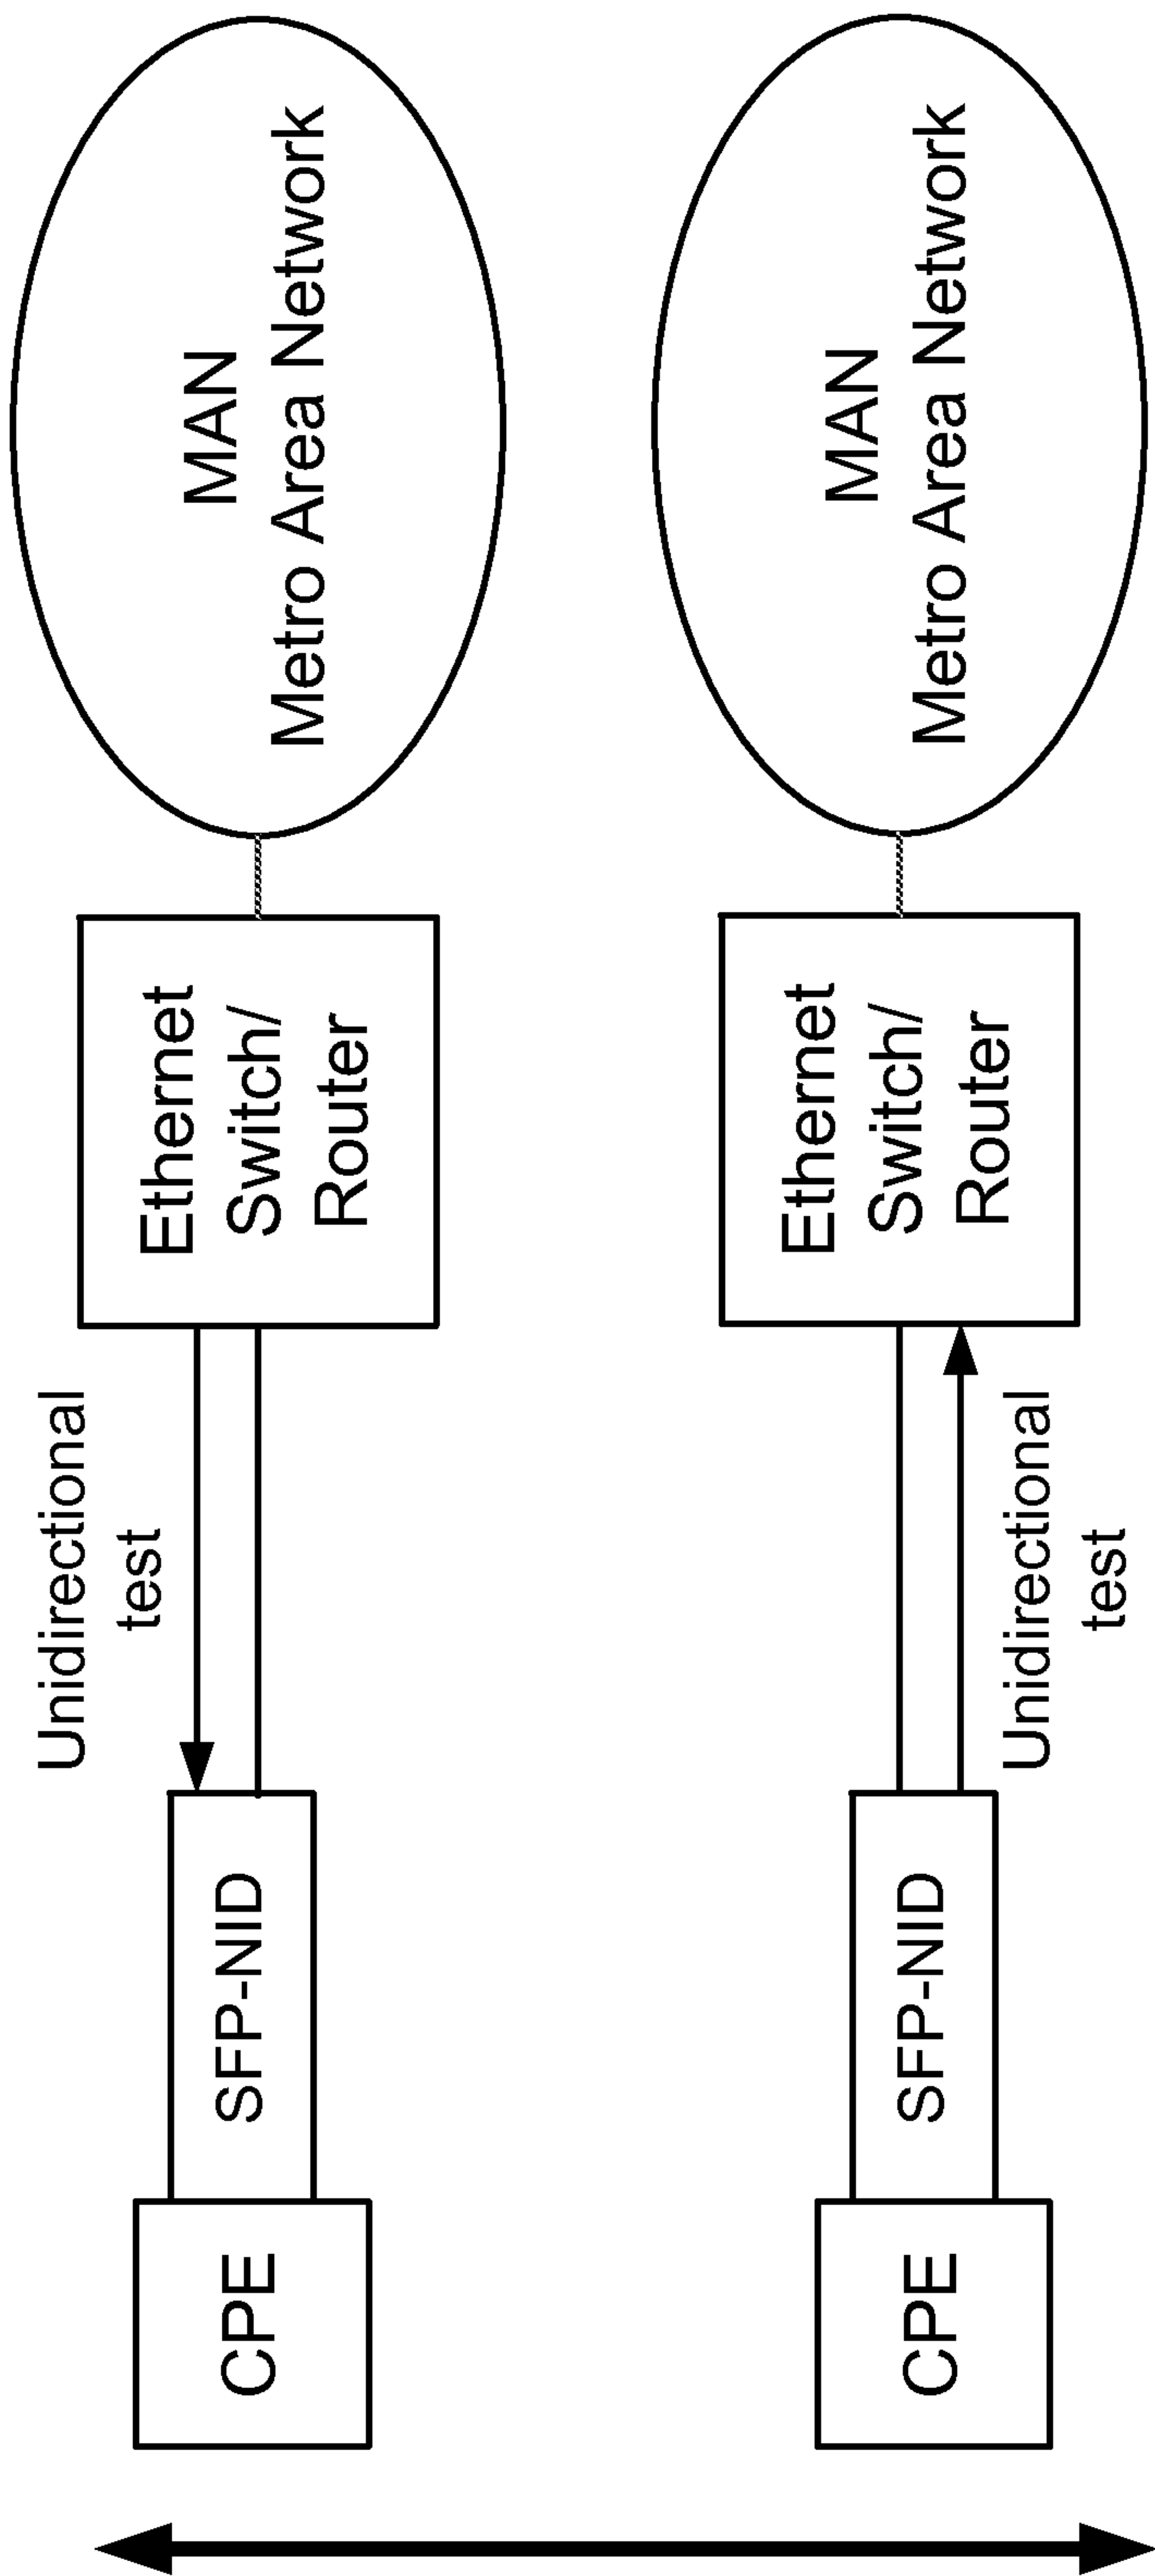 Unidirectional
test
CPE
SFP-NID
Ethernet
Switch/
Router
MAN
Metro Area Network
CPE
SFP-NID
Ethernet
Switch/
Router
MAN
Metro Area Network
Unidirectional
test